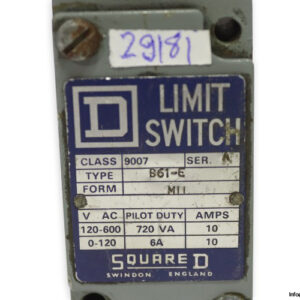 29181
D LIMIT
SWITCH
CLASS 9007 SER. A
TYPE B61-E
FORM M11
V AC PILOT DUTY AMPS
120-600 720 VA 10
0-120 6A 10
SQUARE D
SWINDON ENGLAND